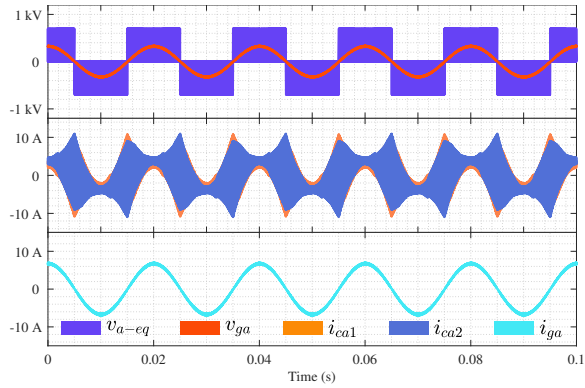 1 kV
0
-1 kV
10 A
0
-10 A
10 A
0
-10 A
v_{a-eq} v_{ga} i_{ca1} i_{ca2} i_{ga}
0 0.02 0.04 0.06 0.08 0.1
Time (s)